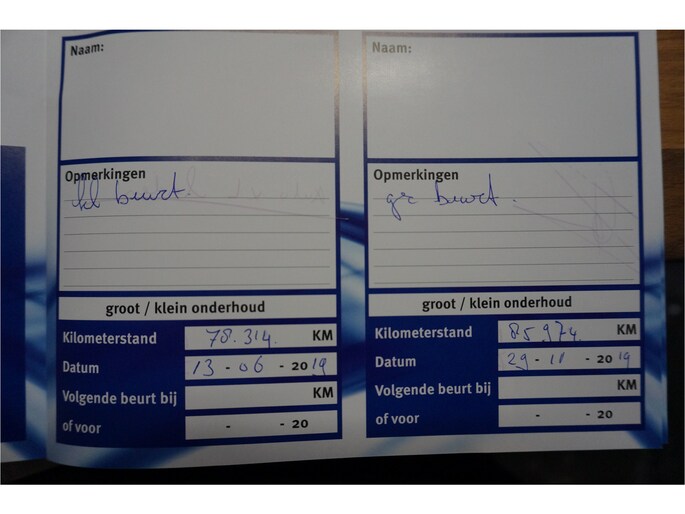 Naam:
Opmerkingen
kl beurt.
groot / klein onderhoud
Kilometerstand 78.314. KM
Datum 13 - 06 - 2019
Volgende beurt bij KM
of voor - - 20
Naam:
Opmerkingen
gr beurt.
groot / klein onderhoud
Kilometerstand 85.974. KM
Datum 29 - 11 - 2019
Volgende beurt bij KM
of voor - - 20